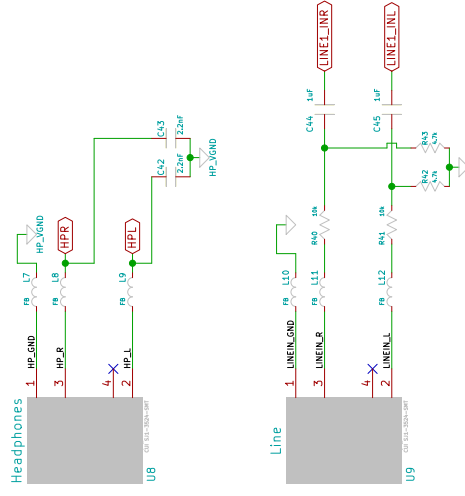 LINE1_INR
LINE1_INL
1uF
C44
1uF
C45
C43
2.2nF
C42
2.2nF
HP_VGND
R43
4.7k
R42
4.7k
HP_VGND
HPR
HPL
10k
R40
10k
R41
L7
FB
L8
FB
L9
FB
L10
FB
L11
FB
L12
FB
HP_GND
HP_R
HP_L
LINEIN_GND
LINEIN_R
LINEIN_L
1
3
4
2
1
3
4
2
Headphones
CUI SJ1-3524-SMT
U8
Line
CUI SJ1-3524-SMT
U9